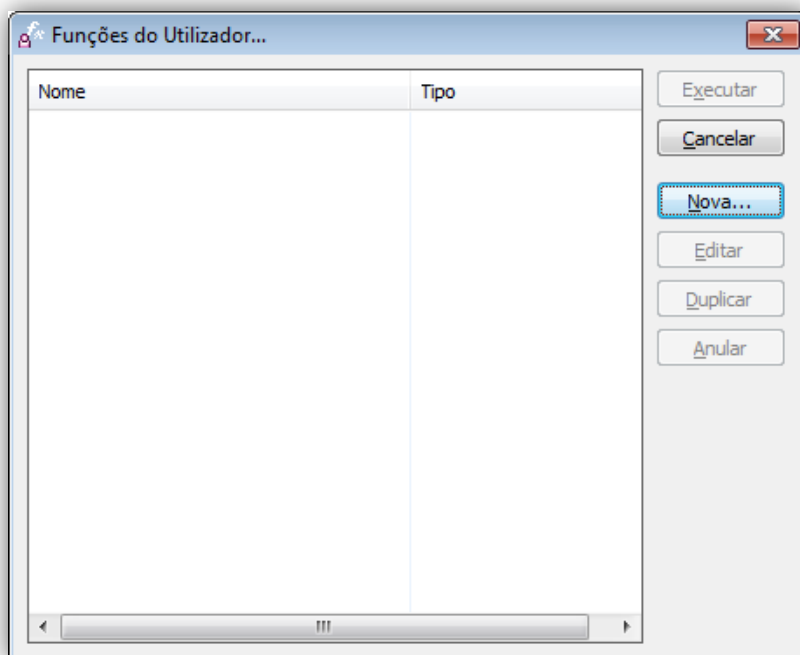 Funções do Utilizador...
Nome Tipo
Executar
Cancelar
Nova...
Editar
Duplicar
Anular